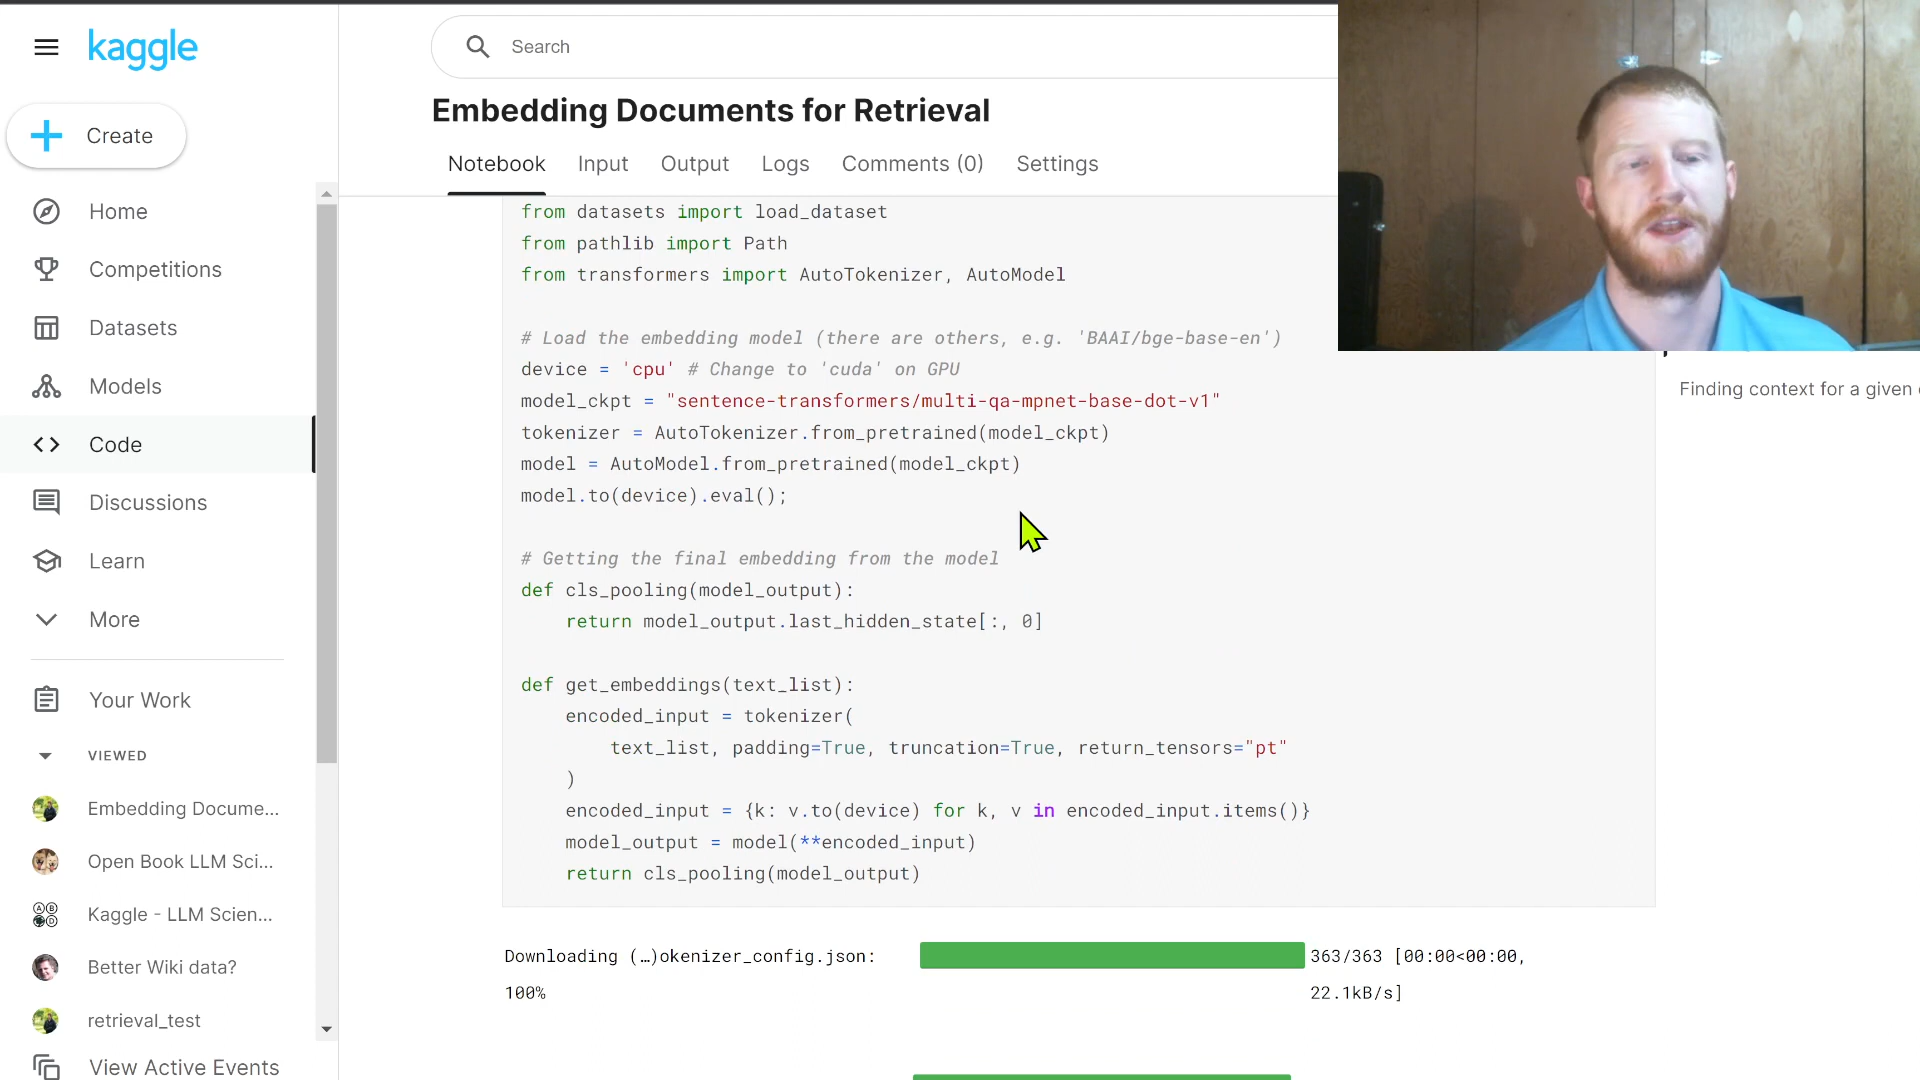 kaggle
Search
Create
Embedding Documents for Retrieval
Notebook Input Output Logs Comments (0) Settings
Home
Competitions
Datasets
Models
Code
Discussions
Learn
More
Your Work
VIEWED
Embedding Docume...
Open Book LLM Sci...
Kaggle - LLM Scien...
Better Wiki data?
retrieval_test
View Active Events
from datasets import load_dataset
from pathlib import Path
from transformers import AutoTokenizer, AutoModel
# Load the embedding model (there are others, e.g. 'BAAI/bge-base-en')
device = 'cpu' # Change to 'cuda' on GPU
model_ckpt = "sentence-transformers/multi-qa-mpnet-base-dot-v1"
tokenizer = AutoTokenizer.from_pretrained(model_ckpt)
model = AutoModel.from_pretrained(model_ckpt)
model.to(device).eval();
# Getting the final embedding from the model
def cls_pooling(model_output):
    return model_output.last_hidden_state[:, 0]
def get_embeddings(text_list):
    encoded_input = tokenizer(
        text_list, padding=True, truncation=True, return_tensors="pt"
    )
    encoded_input = {k: v.to(device) for k, v in encoded_input.items()}
    model_output = model(**encoded_input)
    return cls_pooling(model_output)
Downloading (…)okenizer_config.json: 363/363 [00:00<00:00,
100% 22.1kB/s]
Finding context for a given